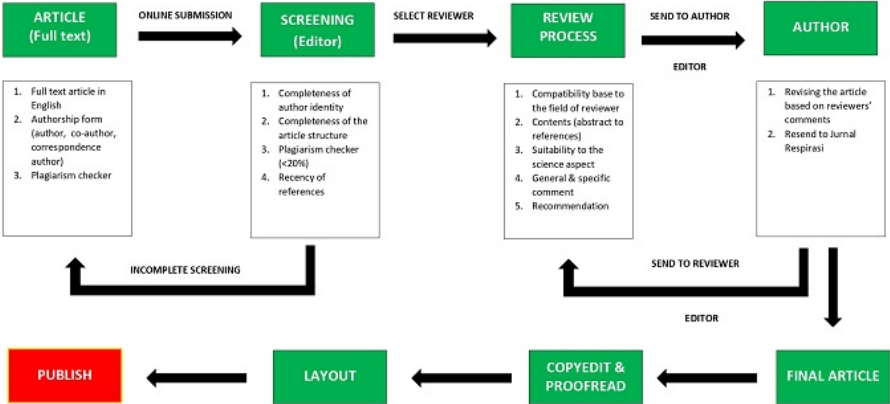 ARTICLE
(Full text)
ONLINE SUBMISSION
SCREENING
(Editor)
SELECT REVIEWER
REVIEW
PROCESS
SEND TO AUTHOR
EDITOR
AUTHOR
1. Full text article in
English
2. Authorship form
(author, co-author,
correspondence
author)
3. Plagiarism checker
1. Completeness of
author identity
2. Completeness of the
article structure
3. Plagiarism checker
(<20%)
4. Recency of
references
1. Compatibility base to
the field of reviewer
2. Contents (abstract to
references)
3. Suitability to the
science aspect
4. General & specific
comment
5. Recommendation
1. Revising the article
based on reviewers'
comments
2. Resend to Jurnal
Respirasi
INCOMPLETE SCREENING
SEND TO REVIEWER
EDITOR
PUBLISH
LAYOUT
COPYEDIT &
PROOFREAD
FINAL ARTICLE